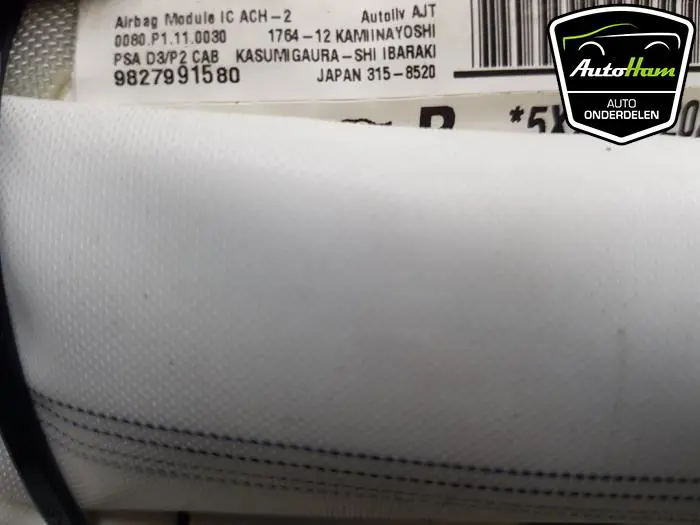 Airbag Module IC ACH-2 Autoliv AJT
0080.P1.11.0030 1764-12 KAMIINAYOSHI
PSA D3/P2 CAB KASUMIGAURA-SHI IBARAKI
9827991580 JAPAN 315-8520
AutoHam
AUTO
ONDERDELEN